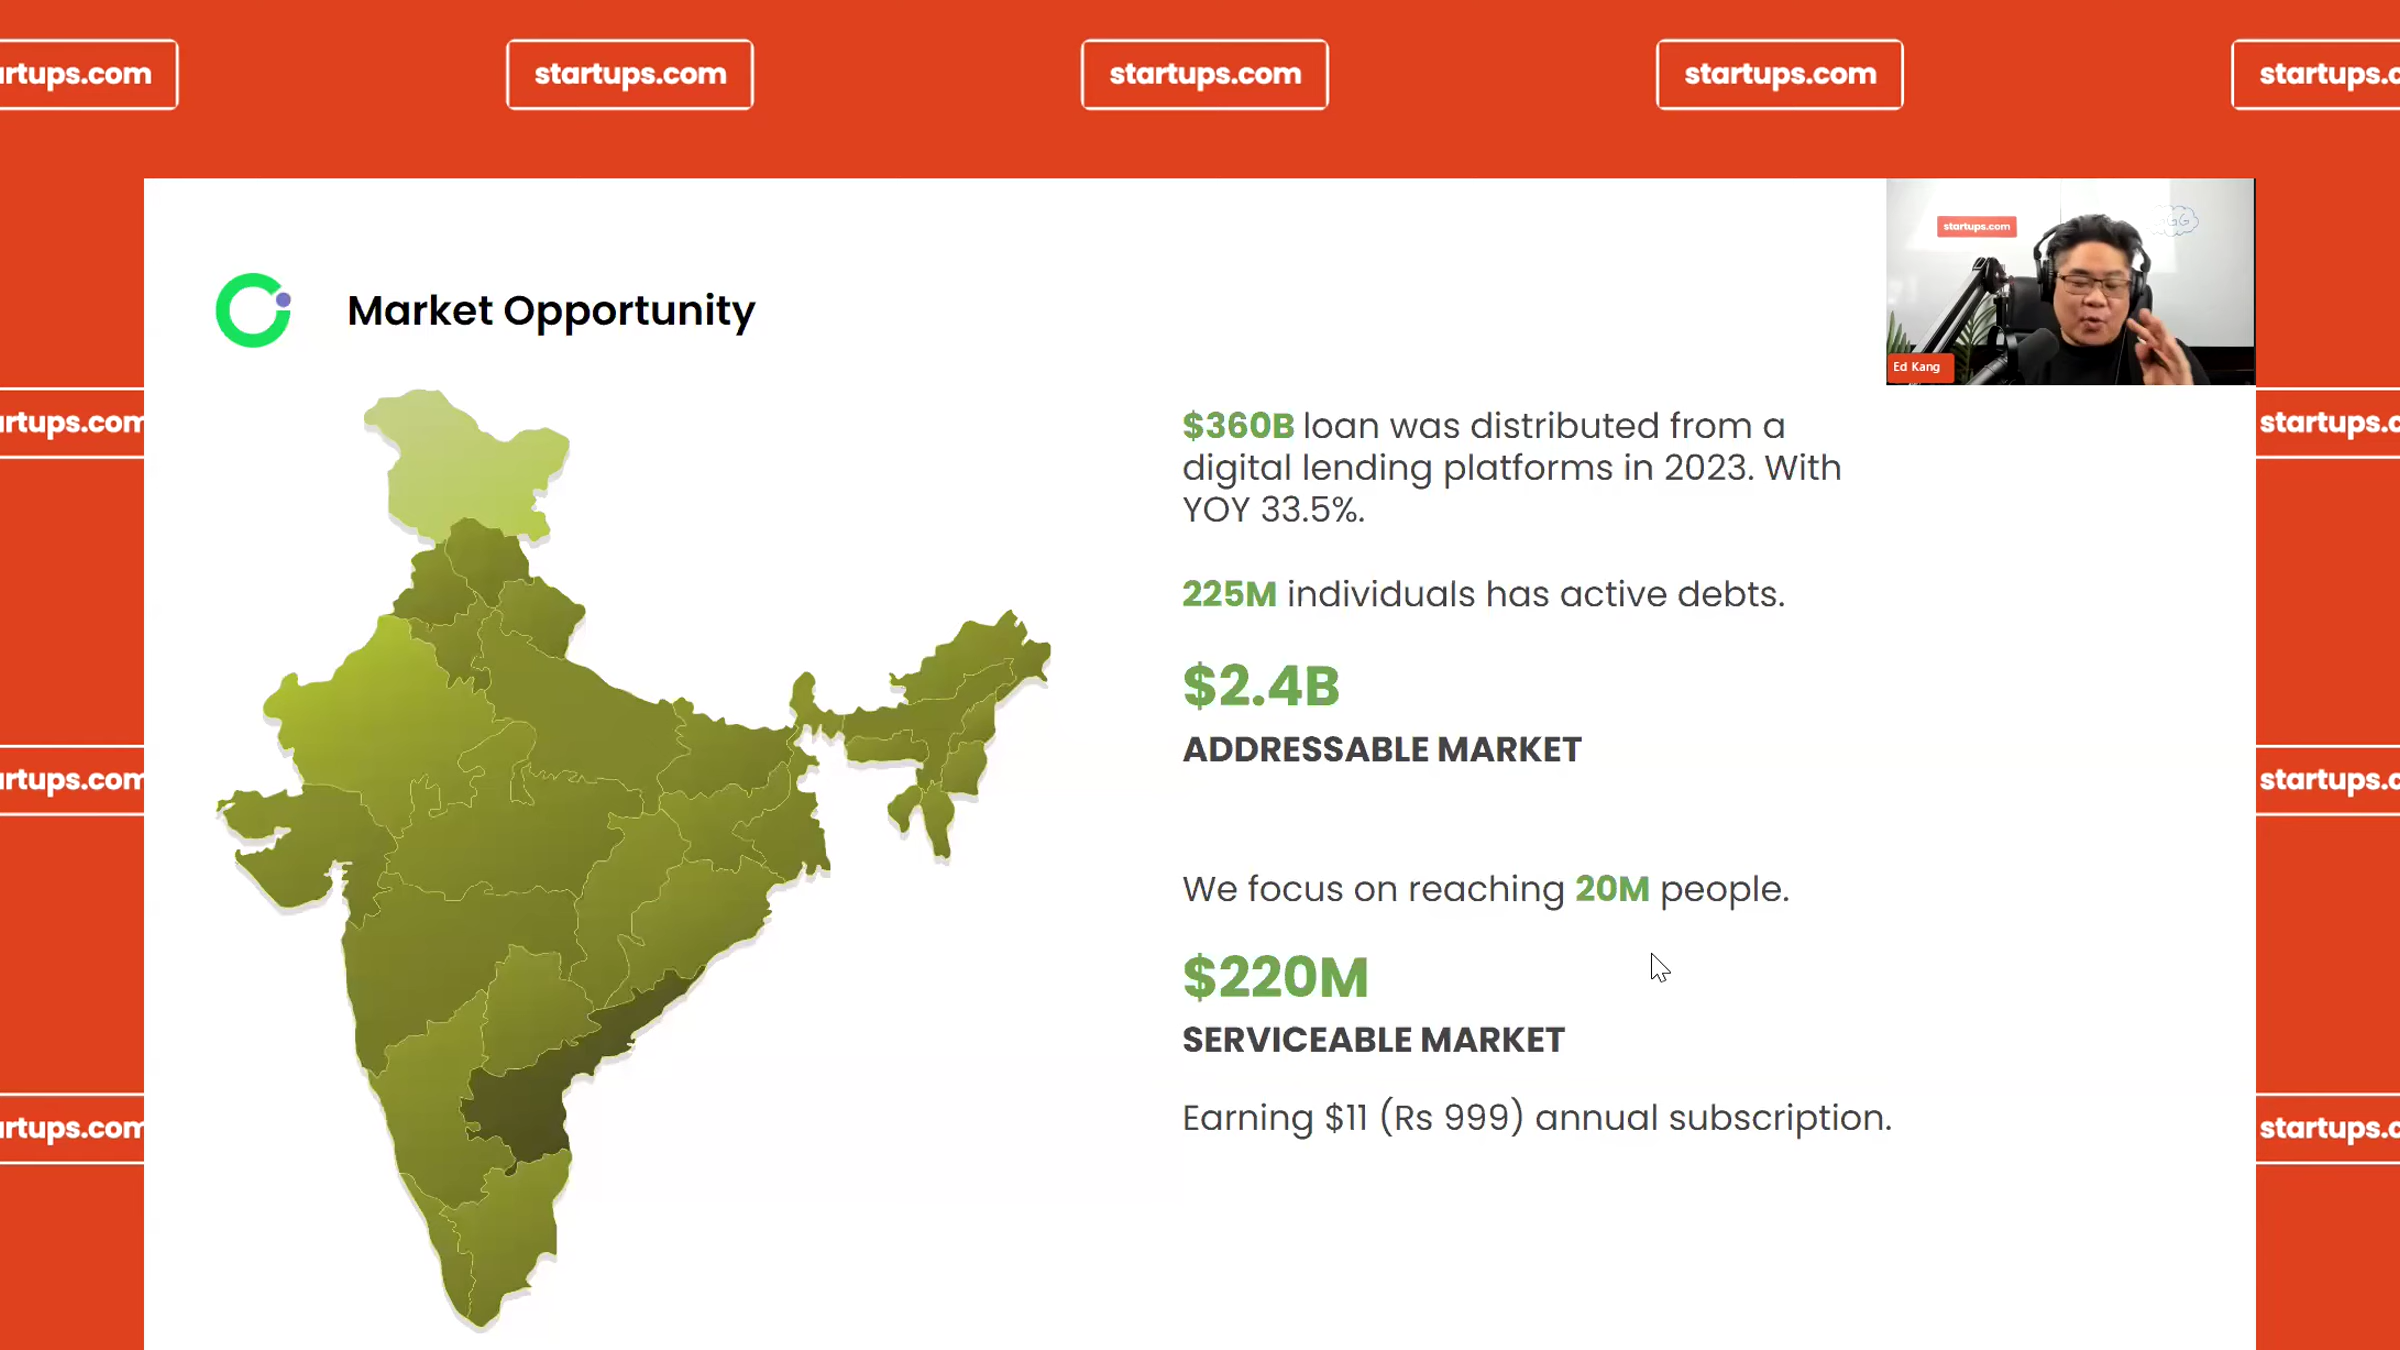 startups.com
startups.com
startups.com
startups.com
Ed Kang
Market Opportunity
$360B loan was distributed from a
digital lending platforms in 2023. With
YOY 33.5%.
225M individuals has active debts.
$2.4B
ADDRESSABLE MARKET
We focus on reaching 20M people.
$220M
SERVICEABLE MARKET
Earning $11 (Rs 999) annual subscription.